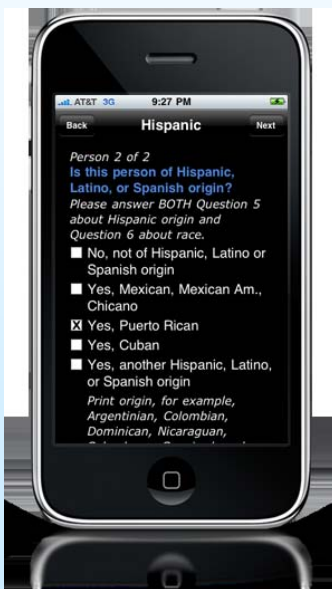 AT&T 3G 9:27 PM
Back Hispanic Next
Person 2 of 2
Is this person of Hispanic,
Latino, or Spanish origin?
Please answer BOTH Question 5
about Hispanic origin and
Question 6 about race.
No, not of Hispanic, Latino or
Spanish origin
Yes, Mexican, Mexican Am.,
Chicano
X Yes, Puerto Rican
Yes, Cuban
Yes, another Hispanic, Latino,
or Spanish origin
Print origin, for example,
Argentinian, Colombian,
Dominican, Nicaraguan,